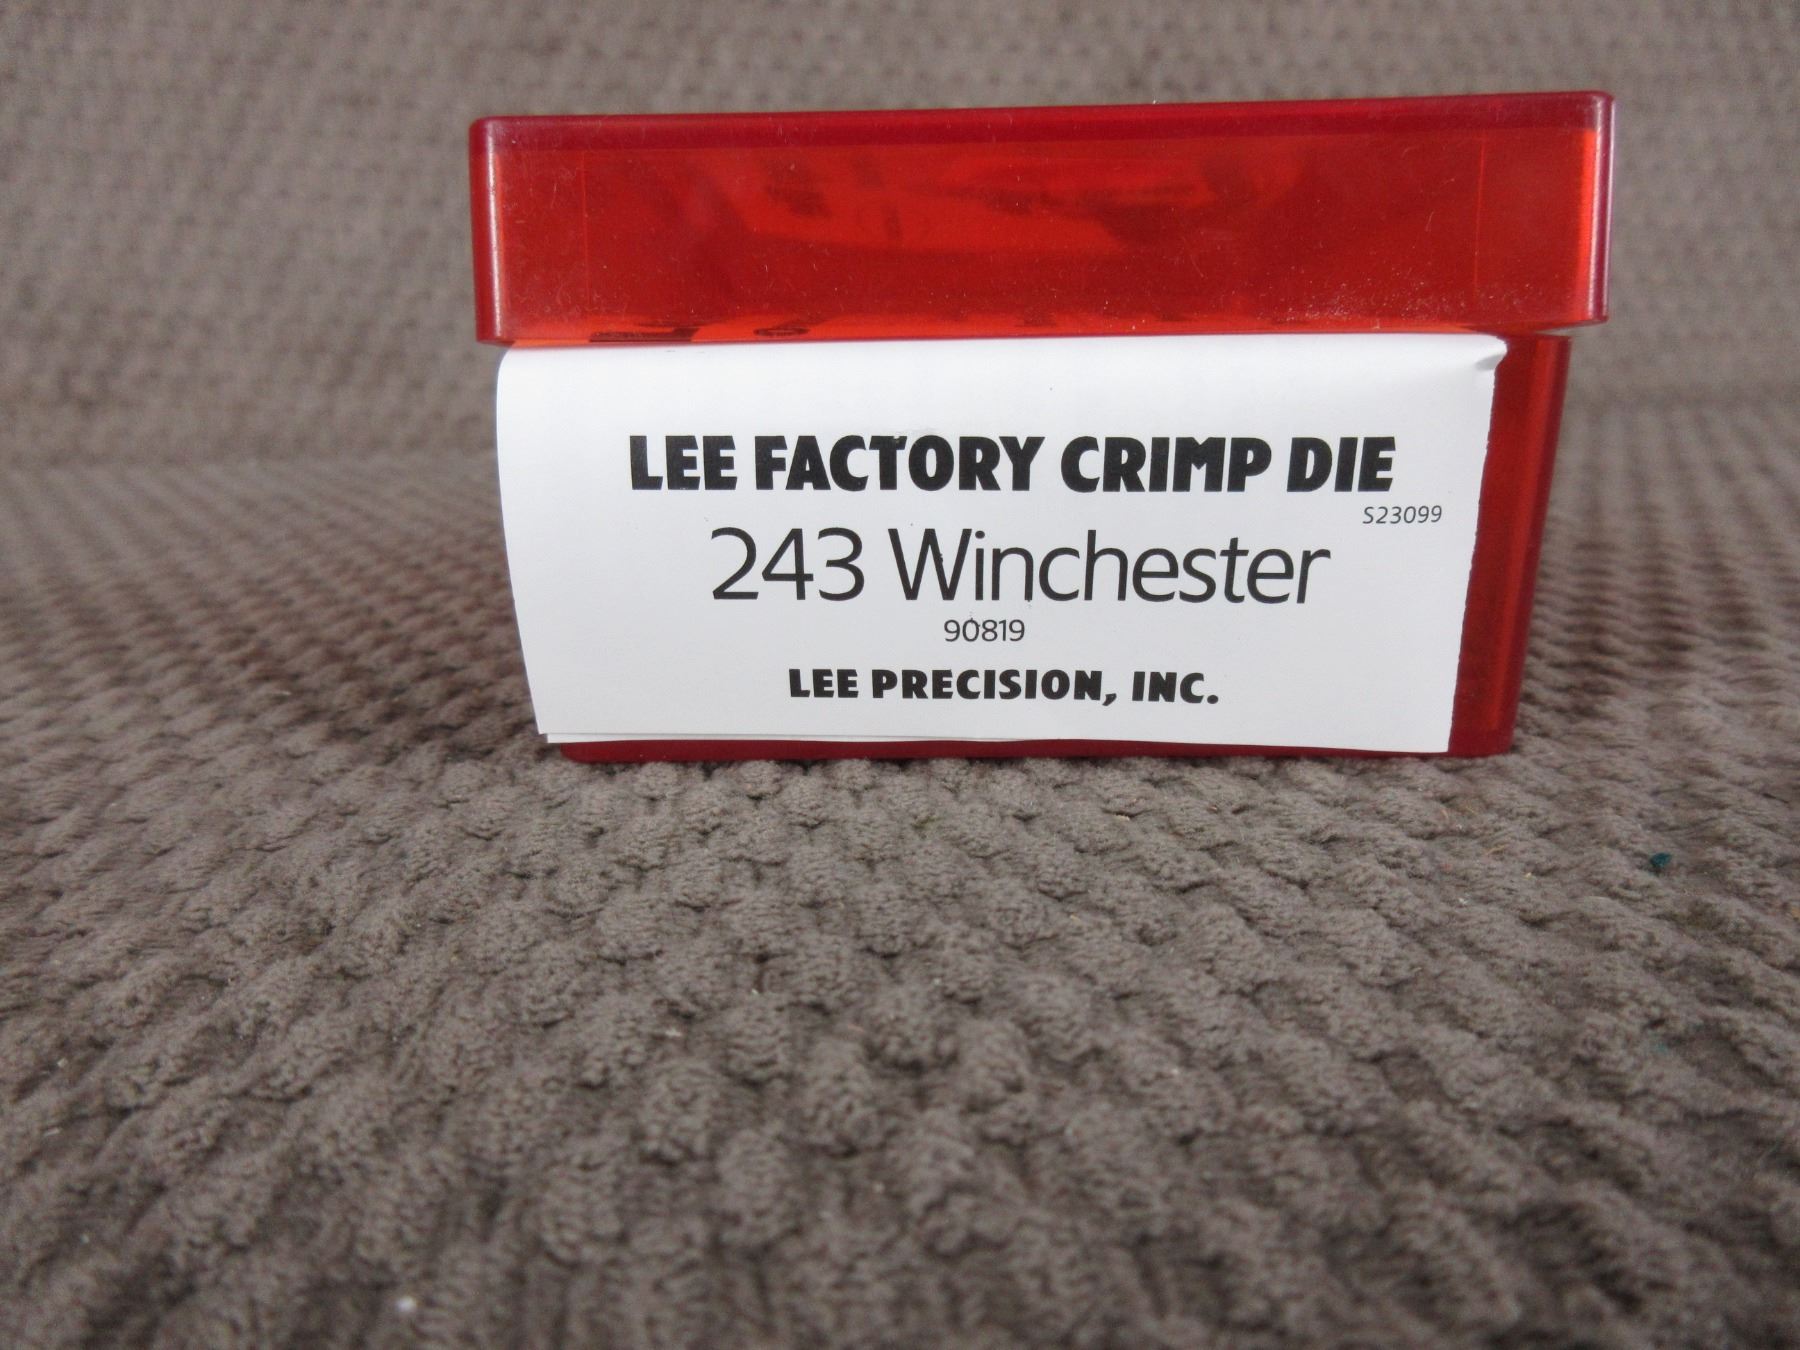 LEE FACTORY CRIMP DIE
S23099
243 Winchester
90819
LEE PRECISION, INC.